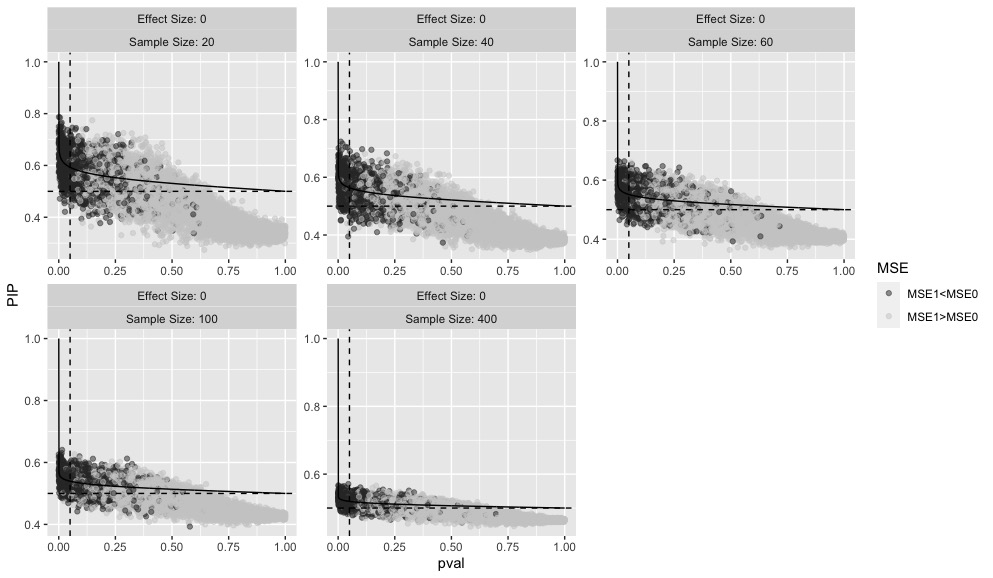 Effect Size: 0
Sample Size: 20
Effect Size: 0
Sample Size: 40
Effect Size: 0
Sample Size: 60
1.0
0.8
0.6
0.4
1.0
0.8
0.6
0.4
1.0
0.8
0.6
0.4
0.00 0.25 0.50 0.75 1.00
0.00 0.25 0.50 0.75 1.00
0.00 0.25 0.50 0.75 1.00
PIP
Effect Size: 0
Sample Size: 100
Effect Size: 0
Sample Size: 400
1.0
0.8
0.6
0.4
1.0
0.8
0.6
0.00 0.25 0.50 0.75 1.00
0.00 0.25 0.50 0.75 1.00
pval
MSE
MSE1<MSE0
MSE1>MSE0